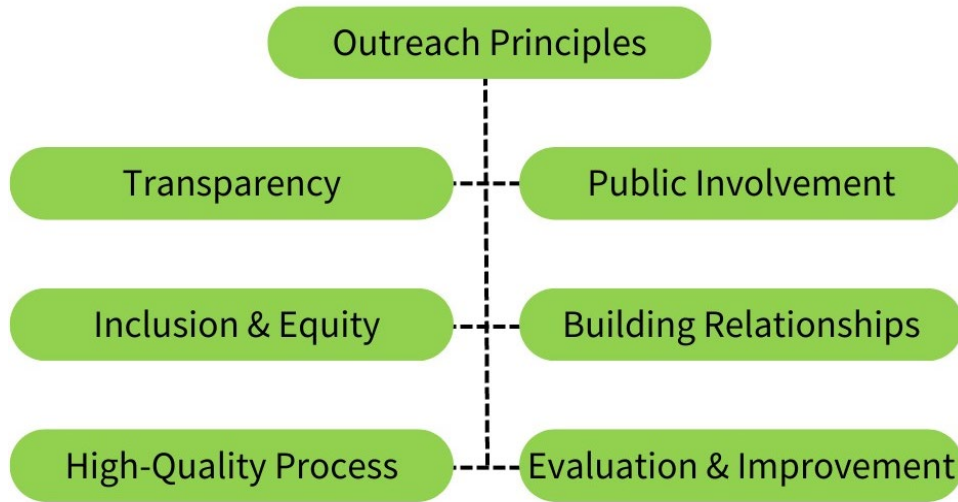 Outreach Principles
Transparency
Public Involvement
Inclusion & Equity
Building Relationships
High-Quality Process
Evaluation & Improvement